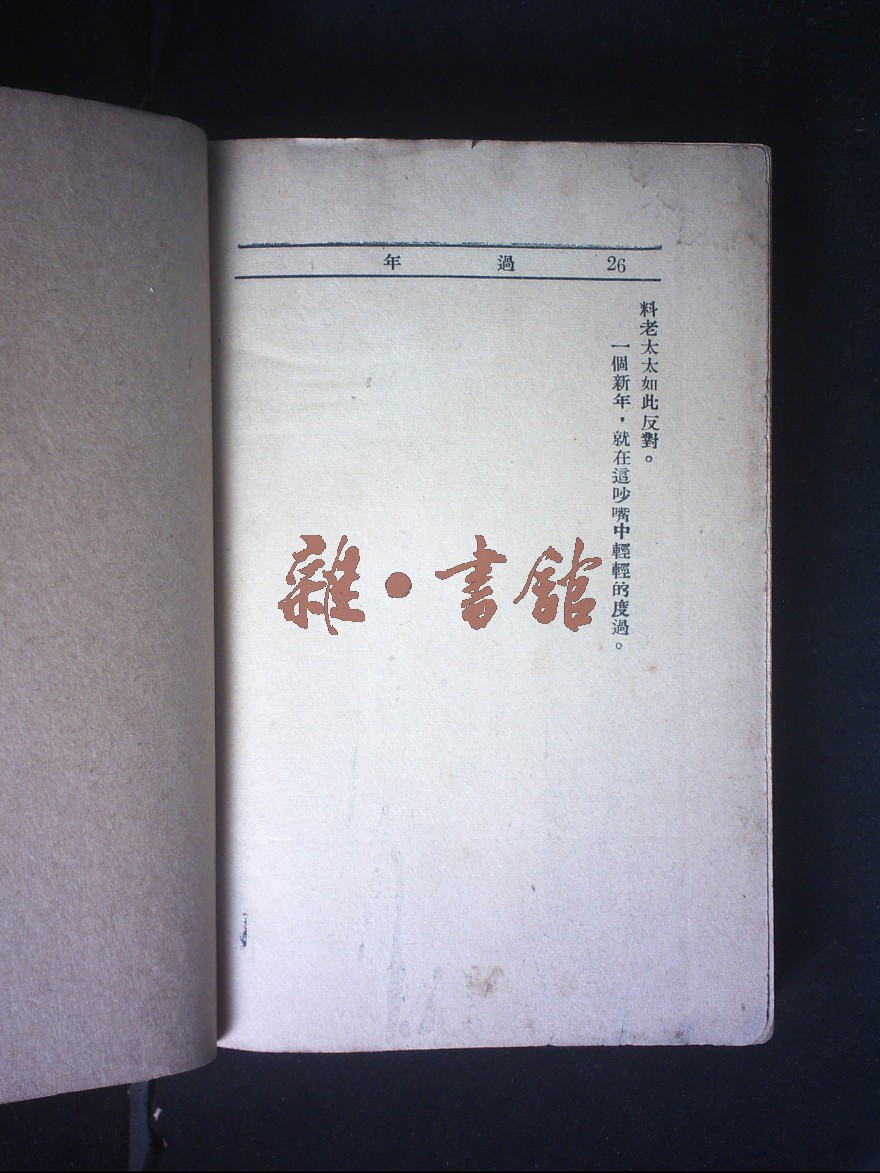 26 過年
料老太太如此反對。
一個新年，就在這吵嘴中輕輕的度過。
雜·書館